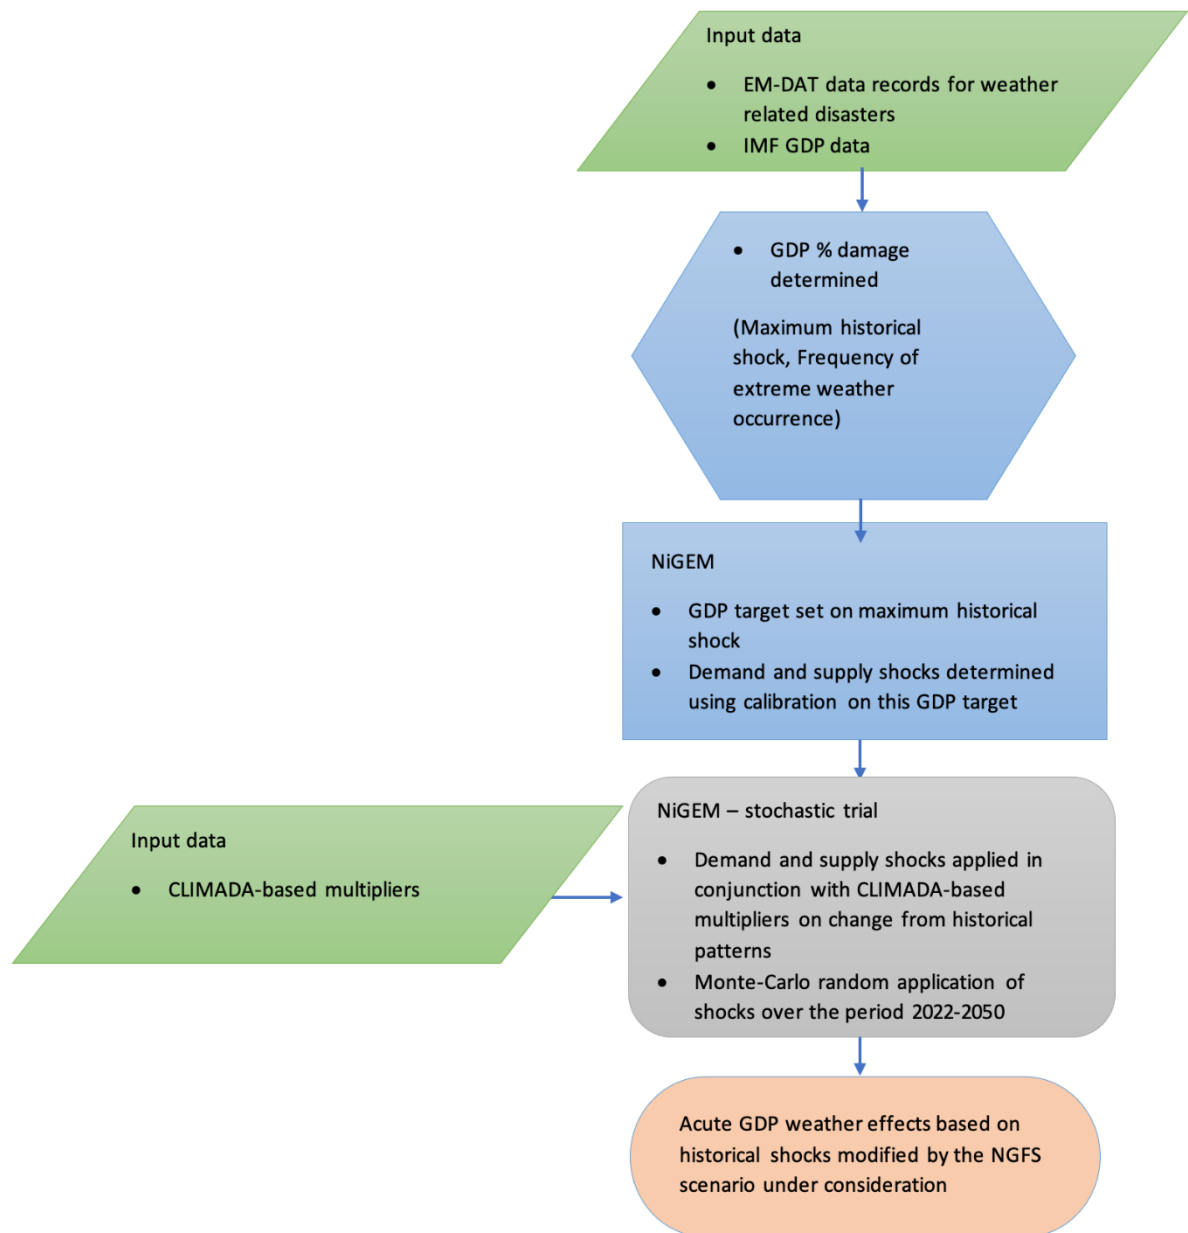 Input data
• EM-DAT data records for weather
related disasters
• IMF GDP data
• GDP % damage
determined
(Maximum historical
shock, Frequency of
extreme weather
occurrence)
NiGEM
• GDP target set on maximum historical
shock
• Demand and supply shocks determined
using calibration on this GDP target
Input data
• CLIMADA-based multipliers
NiGEM – stochastic trial
• Demand and supply shocks applied in
conjunction with CLIMADA-based
multipliers on change from historical
patterns
• Monte-Carlo random application of
shocks over the period 2022-2050
Acute GDP weather effects based on
historical shocks modified by the NGFS
scenario under consideration